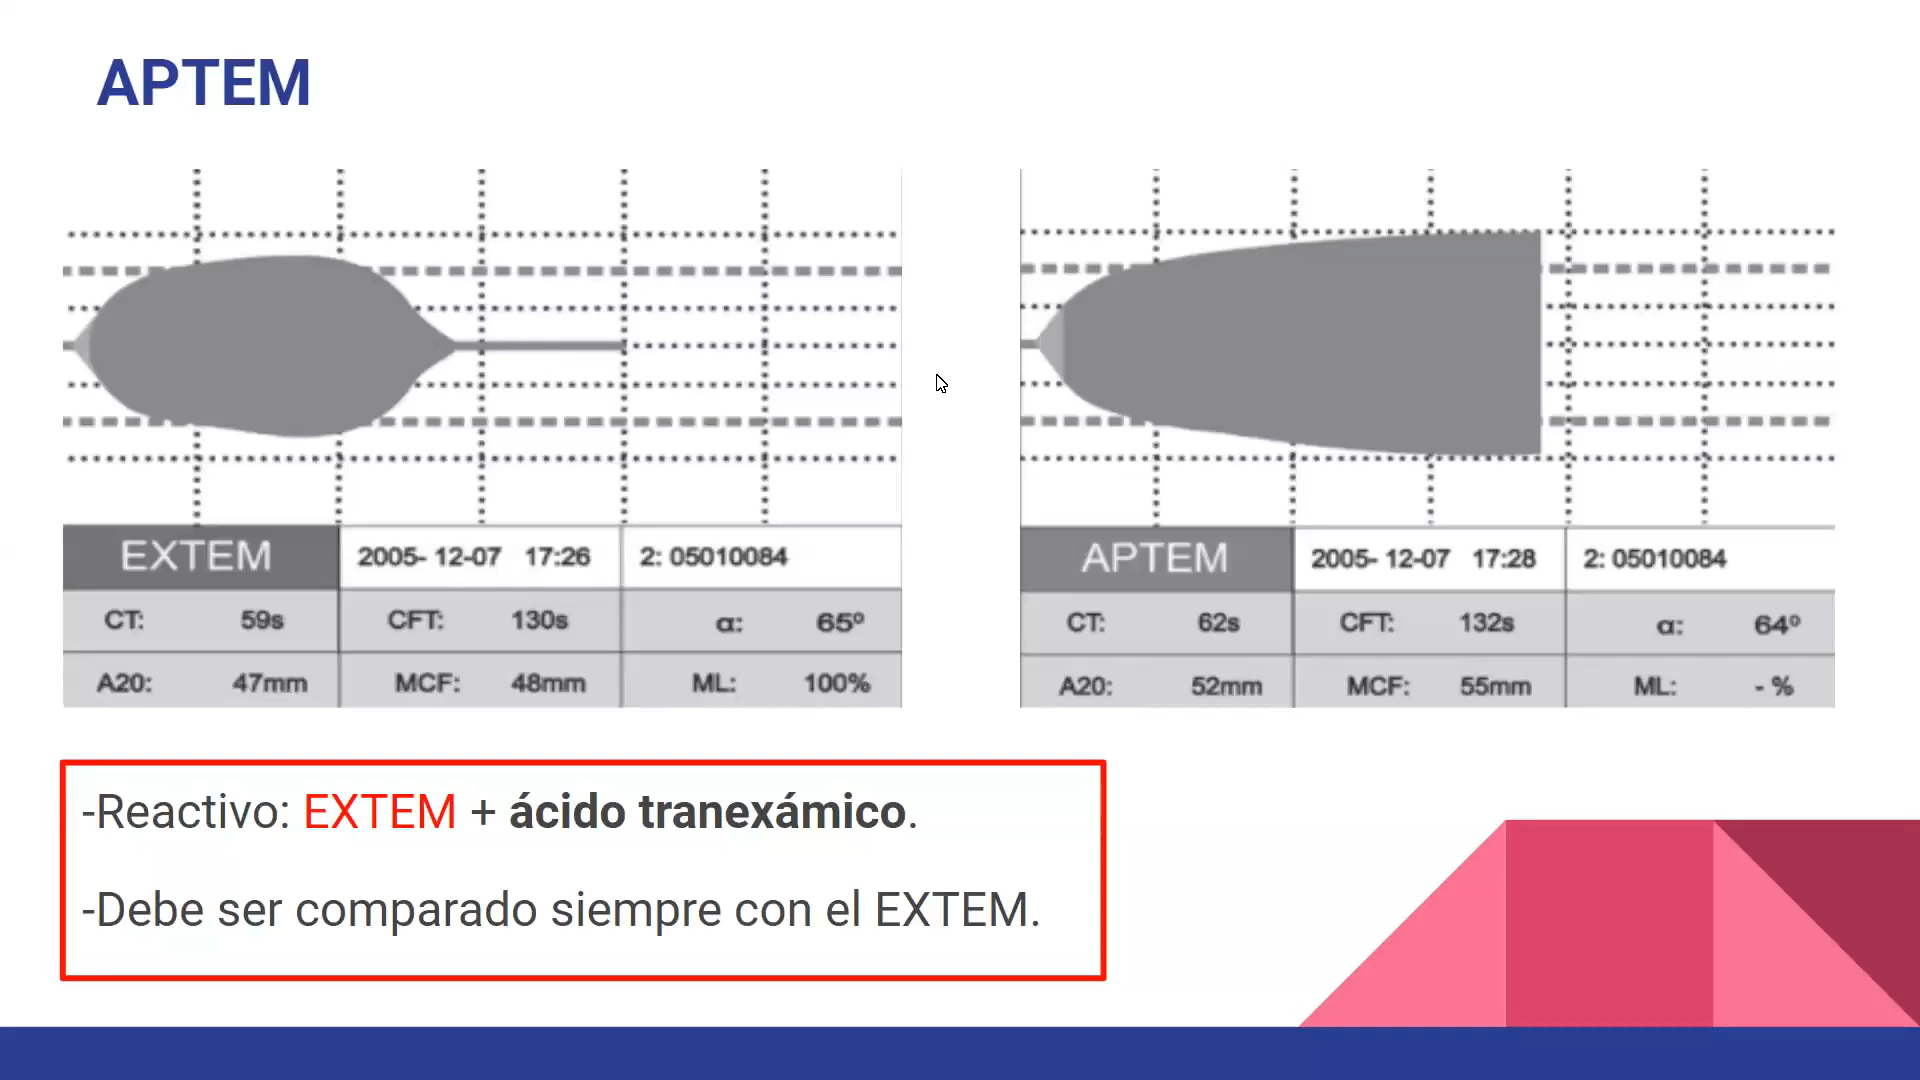 APTEM
EXTEM 2005- 12-07 17:26 2: 05010084
CT: 59s CFT: 130s α: 65º
A20: 47mm MCF: 48mm ML: 100%
APTEM 2005- 12-07 17:28 2: 05010084
CT: 62s CFT: 132s α: 64º
A20: 52mm MCF: 55mm ML: - %
-Reactivo: EXTEM + ácido tranexámico.
-Debe ser comparado siempre con el EXTEM.